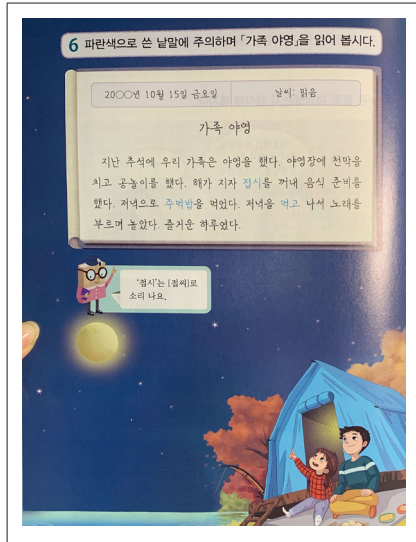 6 파란색으로 쓴 낱말에 주의하며 「가족 야영」을 읽어 봅시다.
20○○년 10월 15일 금요일 날씨: 맑음
가족 야영
지난 추석에 우리 가족은 야영을 했다. 야영장에 천막을
치고 공놀이를 했다. 해가 지자 접시를 꺼내 음식 준비를
했다. 저녁으로 주먹밥을 먹었다. 저녁을 먹고 나서 노래를
부르며 놀았다. 즐거운 하루였다.
'접시'는 [접씨]로
소리 나요.